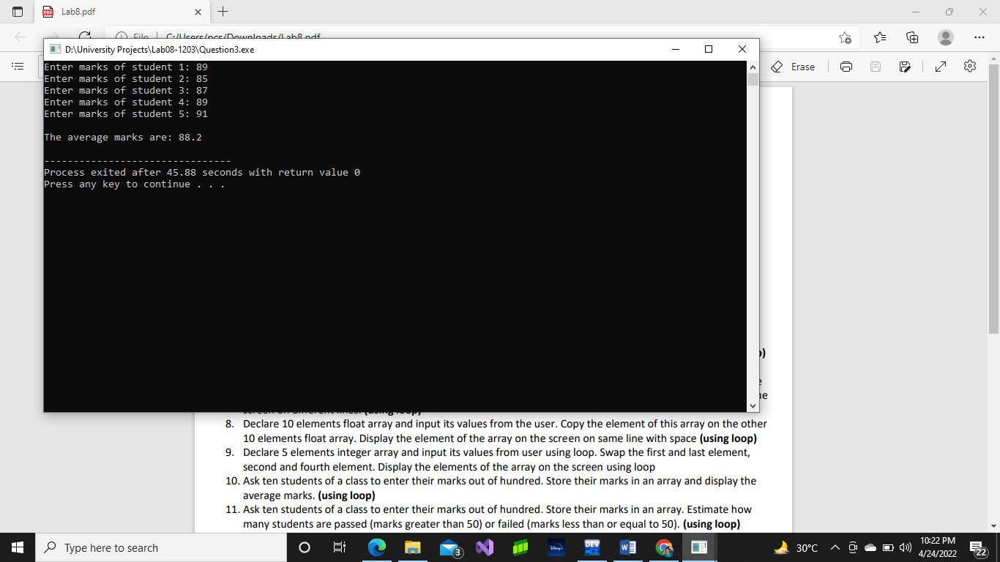 Lab8.pdf
File
C:/Users/pcs/Downloads/Lab8.pdf
D:\University Projects\Lab08-1203\Question3.exe
Erase
Enter marks of student 1: 89
Enter marks of student 2: 85
Enter marks of student 3: 87
Enter marks of student 4: 89
Enter marks of student 5: 91
The average marks are: 88.2
--------------------------------
Process exited after 45.88 seconds with return value 0
Press any key to continue . . .
screen on different lines. (using loop)
8. Declare 10 elements float array and input its values from the user. Copy the element of this array on the other
10 elements float array. Display the element of the array on the screen on same line with space (using loop)
9. Declare 5 elements integer array and input its values from user using loop. Swap the first and last element,
second and fourth element. Display the elements of the array on the screen using loop
10. Ask ten students of a class to enter their marks out of hundred. Store their marks in an array and display the
average marks. (using loop)
11. Ask ten students of a class to enter their marks out of hundred. Store their marks in an array. Estimate how
many students are passed (marks greater than 50) or failed (marks less than or equal to 50). (using loop)
Type here to search
3
Disney+
DEV
30°C
10:22 PM
4/24/2022
22